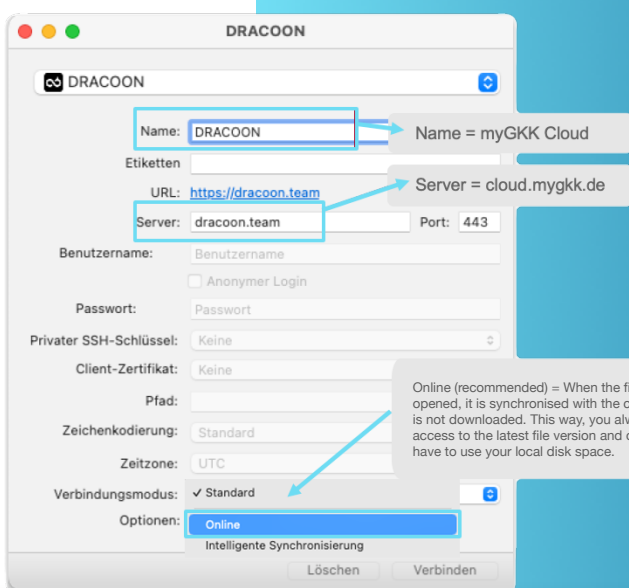 DRACOON
DRACOON
Name: DRACOON
Name = myGKK Cloud
Etiketten
URL: https://dracoon.team
Server = cloud.mygkk.de
Server: dracoon.team Port: 443
Benutzername: Benutzername
Anonymer Login
Passwort: Passwort
Privater SSH-Schlüssel: Keine
Client-Zertifikat: Keine
Pfad:
Online (recommended) = When the
opened, it is synchronised with the
is not downloaded. This way, you
access to the latest file version and
have to use your local disk space.
Zeichenkodierung: Standard
Zeitzone: UTC
Verbindungsmodus: ✓ Standard
Optionen: Online
Intelligente Synchronisierung
Löschen Verbinden